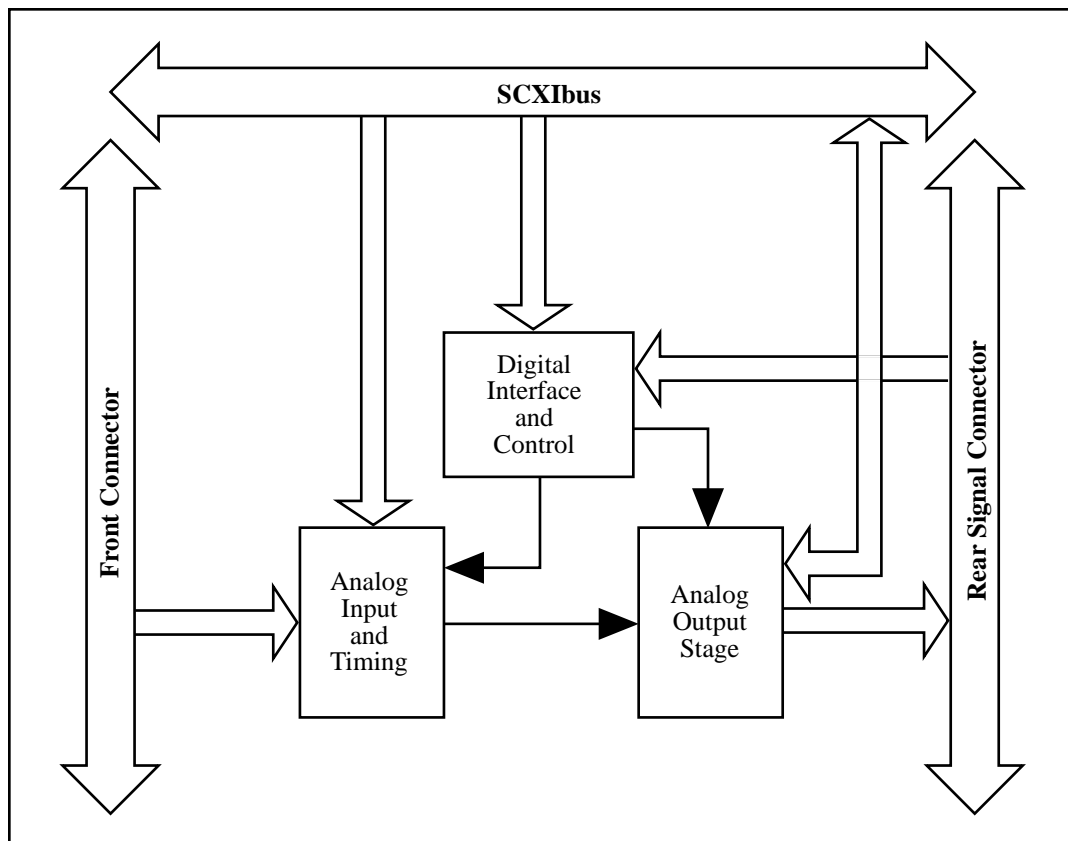 SCXIbus
Front Connector
Digital
Interface
and
Control
Rear Signal Connector
Analog
Input
and
Timing
Analog
Output
Stage